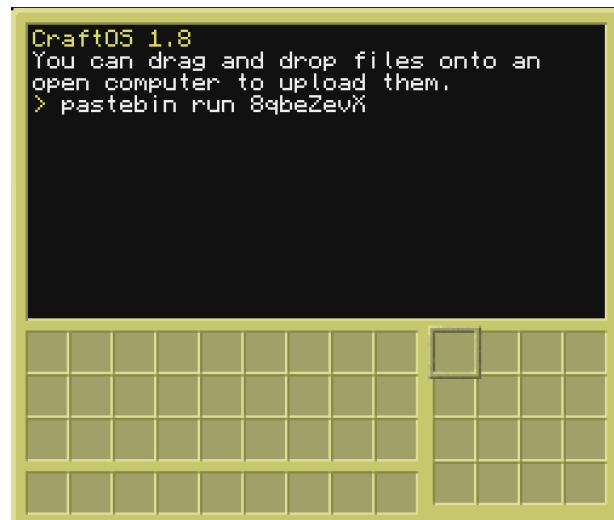 CraftOS 1.8
You can drag and drop files onto an
open computer to upload them.
> pastebin run 8qbeZevX